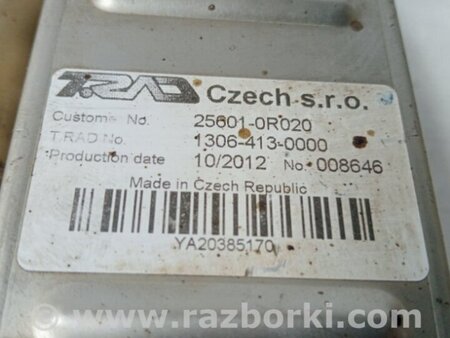 T.RAD Czech s.r.o.
Custome No. 25601-0R020
T.RAD No. 1306-413-0000
Production date 10/2012 No. 008646
Made in Czech Republic
YA20385170
www.razborki.com